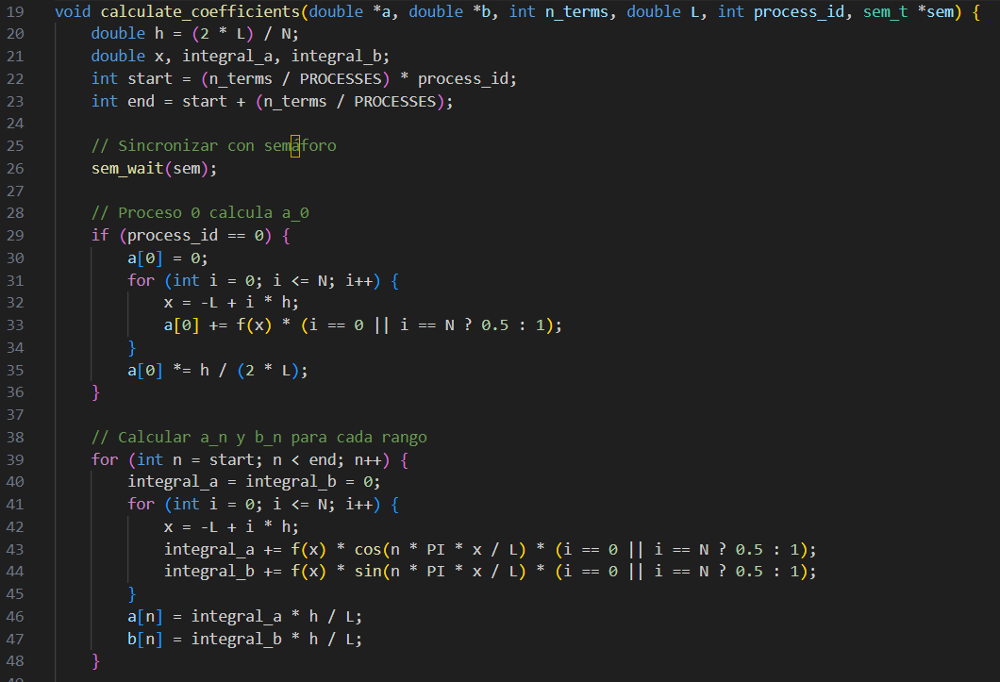 19 void calculate_coefficients(double *a, double *b, int n_terms, double L, int process_id, sem_t *sem) {
20     double h = (2 * L) / N;
21     double x, integral_a, integral_b;
22     int start = (n_terms / PROCESSES) * process_id;
23     int end = start + (n_terms / PROCESSES);
24
25     // Sincronizar con semáforo
26     sem_wait(sem);
27
28     // Proceso 0 calcula a_0
29     if (process_id == 0) {
30         a[0] = 0;
31         for (int i = 0; i <= N; i++) {
32             x = -L + i * h;
33             a[0] += f(x) * (i == 0 || i == N ? 0.5 : 1);
34         }
35         a[0] *= h / (2 * L);
36     }
37
38     // Calcular a_n y b_n para cada rango
39     for (int n = start; n < end; n++) {
40         integral_a = integral_b = 0;
41         for (int i = 0; i <= N; i++) {
42             x = -L + i * h;
43             integral_a += f(x) * cos(n * PI * x / L) * (i == 0 || i == N ? 0.5 : 1);
44             integral_b += f(x) * sin(n * PI * x / L) * (i == 0 || i == N ? 0.5 : 1);
45         }
46         a[n] = integral_a * h / L;
47         b[n] = integral_b * h / L;
48     }